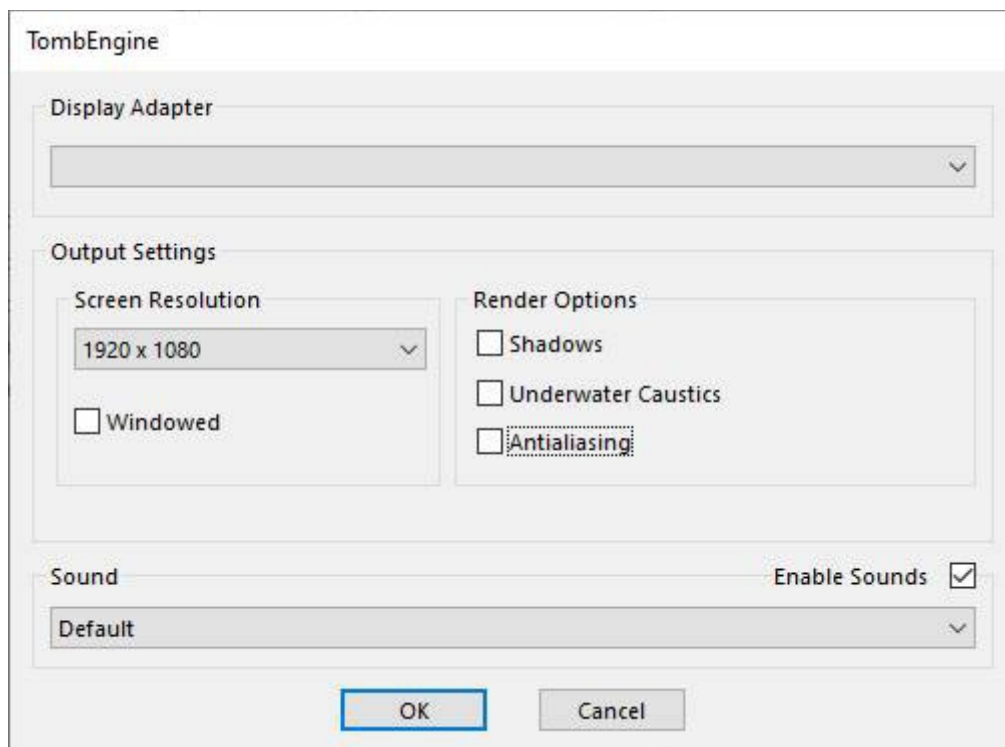 TombEngine
Display Adapter
Output Settings
Screen Resolution
1920 x 1080
Windowed
Render Options
Shadows
Underwater Caustics
Antialiasing
Sound
Enable Sounds
Default
OK
Cancel